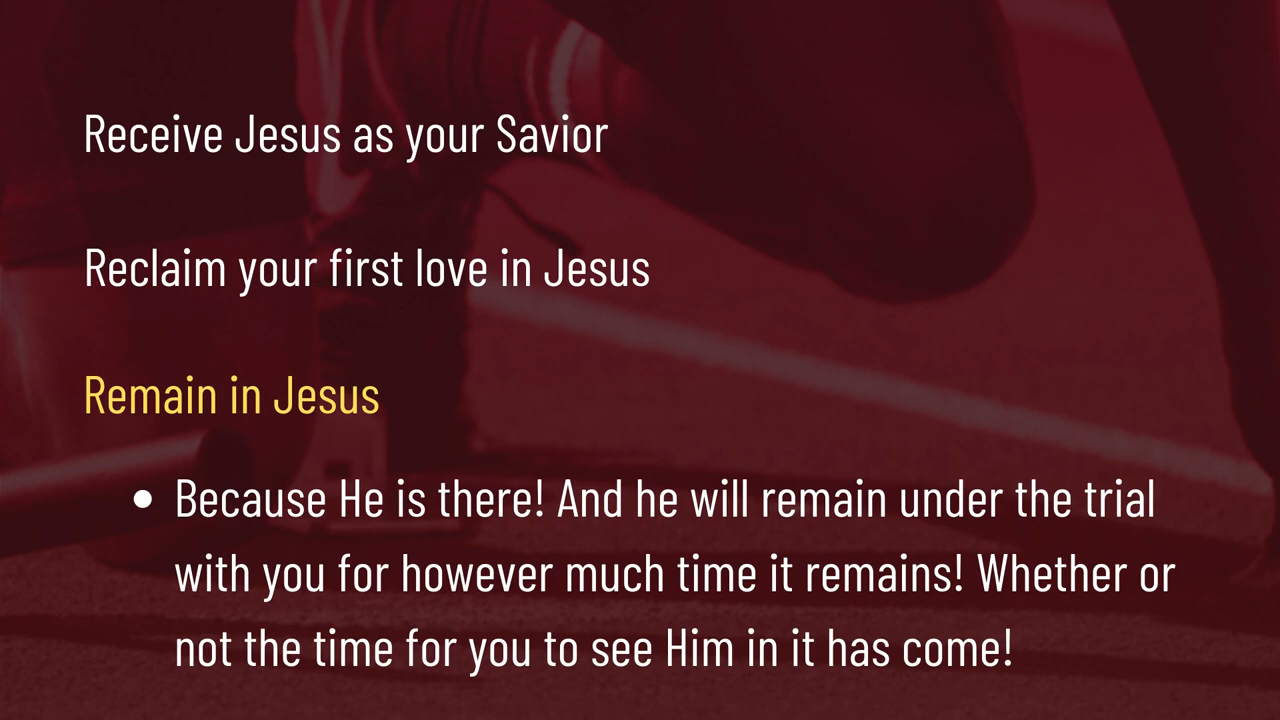 Receive Jesus as your Savior
Reclaim your first love in Jesus
Remain in Jesus
• Because He is there! And he will remain under the trial
with you for however much time it remains! Whether or
not the time for you to see Him in it has come!